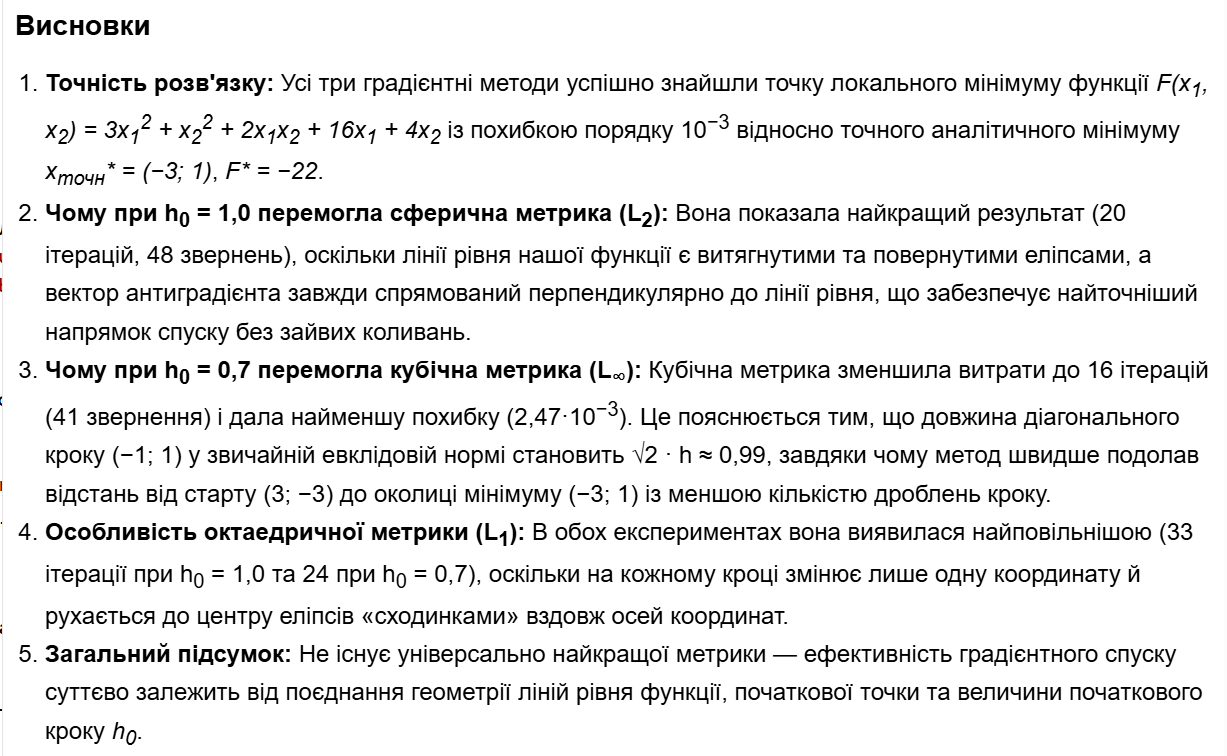 Висновки
1. Точність розв'язку: Усі три градієнтні методи успішно знайшли точку локального мінімуму функції F(x₁,
x₂) = 3x₁² + x₂² + 2x₁x₂ + 16x₁ + 4x₂ із похибкою порядку 10⁻³ відносно точного аналітичного мінімуму
xточн* = (−3; 1), F* = −22.
2. Чому при h₀ = 1,0 перемогла сферична метрика (L₂): Вона показала найкращий результат (20
ітерацій, 48 звернень), оскільки лінії рівня нашої функції є витягнутими та повернутими еліпсами, а
вектор антиградієнта завжди спрямований перпендикулярно до лінії рівня, що забезпечує найточніший
напрямок спуску без зайвих коливань.
3. Чому при h₀ = 0,7 перемогла кубічна метрика (L∞): Кубічна метрика зменшила витрати до 16 ітерацій
(41 звернення) і дала найменшу похибку (2,47·10⁻³). Це пояснюється тим, що довжина діагонального
кроку (−1; 1) у звичайній евклідовій нормі становить √2 · h ≈ 0,99, завдяки чому метод швидше подолав
відстань від старту (3; −3) до околиці мінімуму (−3; 1) із меншою кількістю дроблень кроку.
4. Особливість октаедричної метрики (L₁): В обох експериментах вона виявилася найповільнішою (33
ітерації при h₀ = 1,0 та 24 при h₀ = 0,7), оскільки на кожному кроці змінює лише одну координату й
рухається до центру еліпсів «сходинками» вздовж осей координат.
5. Загальний підсумок: Не існує універсально найкращої метрики — ефективність градієнтного спуску
суттєво залежить від поєднання геометрії ліній рівня функції, початкової точки та величини початкового
кроку h₀.